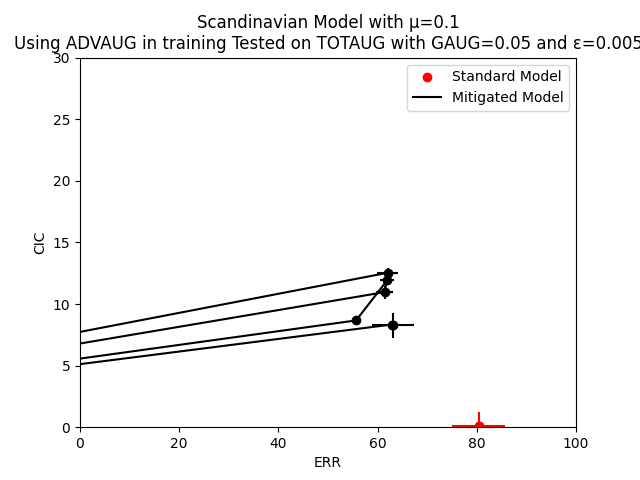 Scandinavian Model with μ=0.1
Using ADVAUG in training Tested on TOTAUG with GAUG=0.05 and ε=0.005
30
25
20
15
10
5
0
CIC
Standard Model
Mitigated Model
0 20 40 60 80 100
ERR